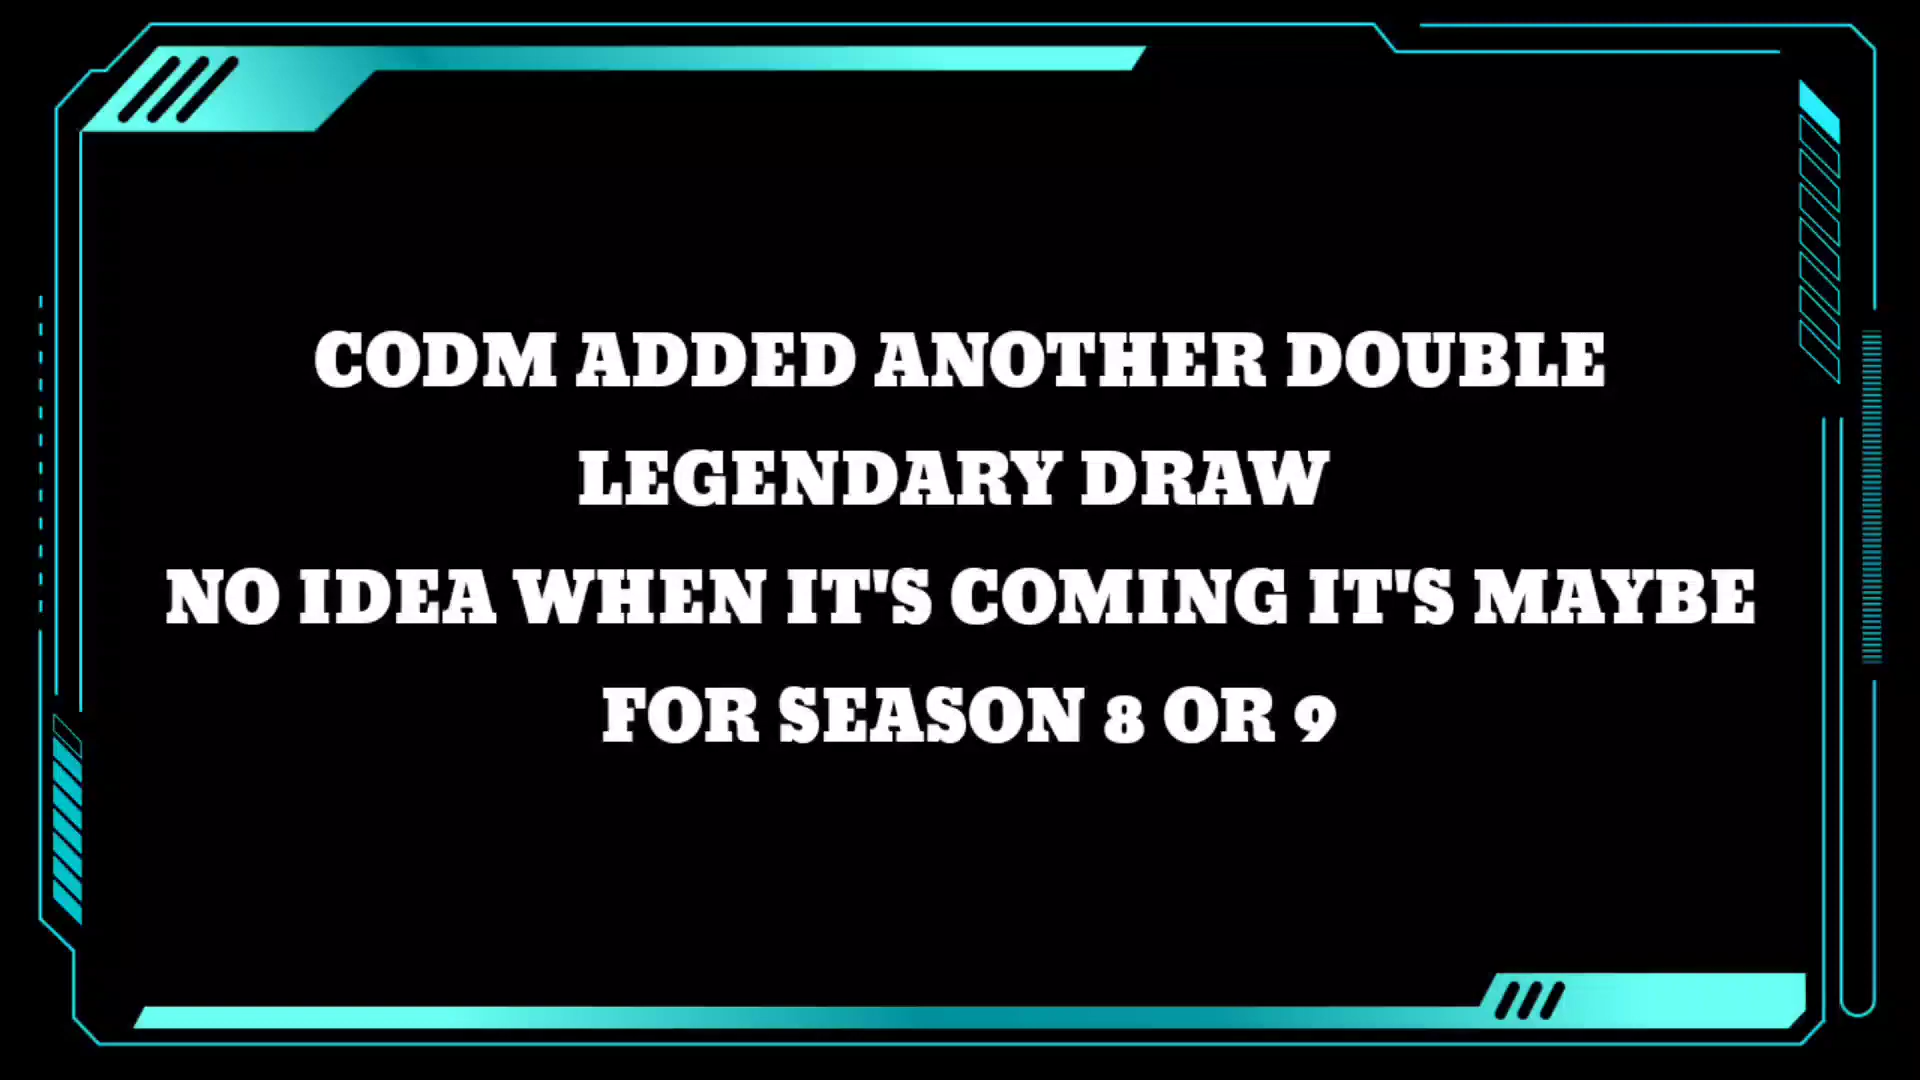 CODM ADDED ANOTHER DOUBLE
LEGENDARY DRAW
NO IDEA WHEN IT'S COMING IT'S MAYBE
FOR SEASON 8 OR 9